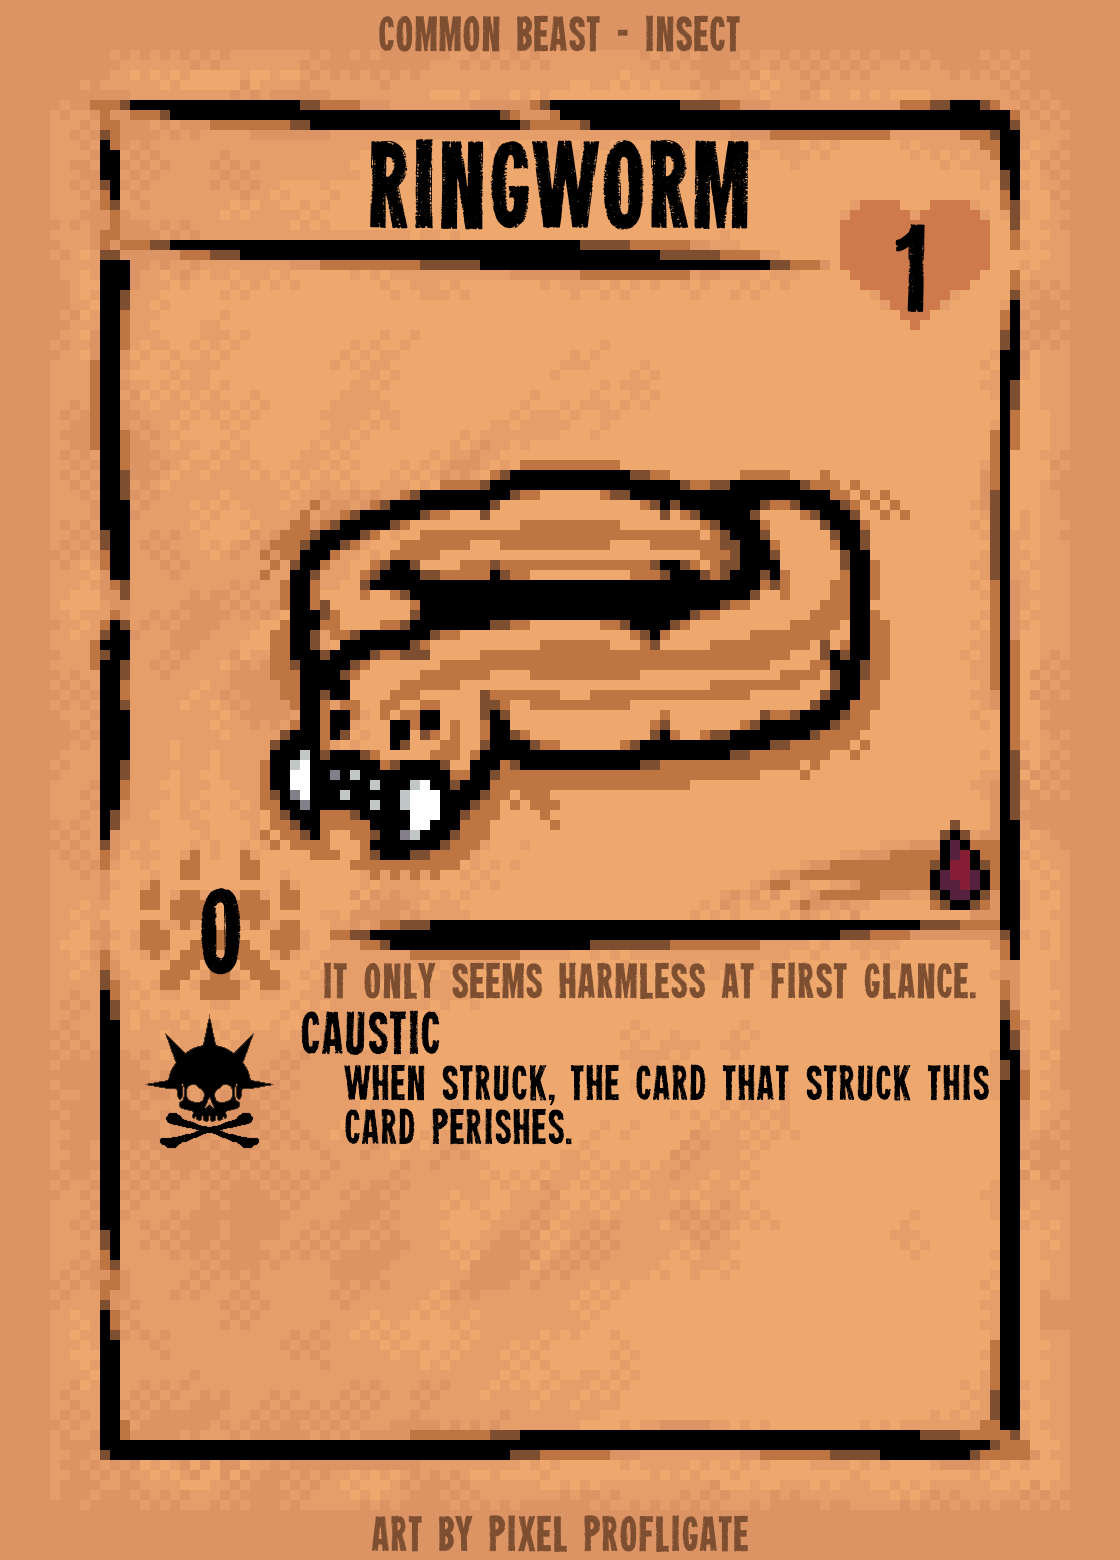 COMMON BEAST - INSECT
RINGWORM
1
0
IT ONLY SEEMS HARMLESS AT FIRST GLANCE.
CAUSTIC
WHEN STRUCK, THE CARD THAT STRUCK THIS
CARD PERISHES.
ART BY PIXEL PROFLIGATE